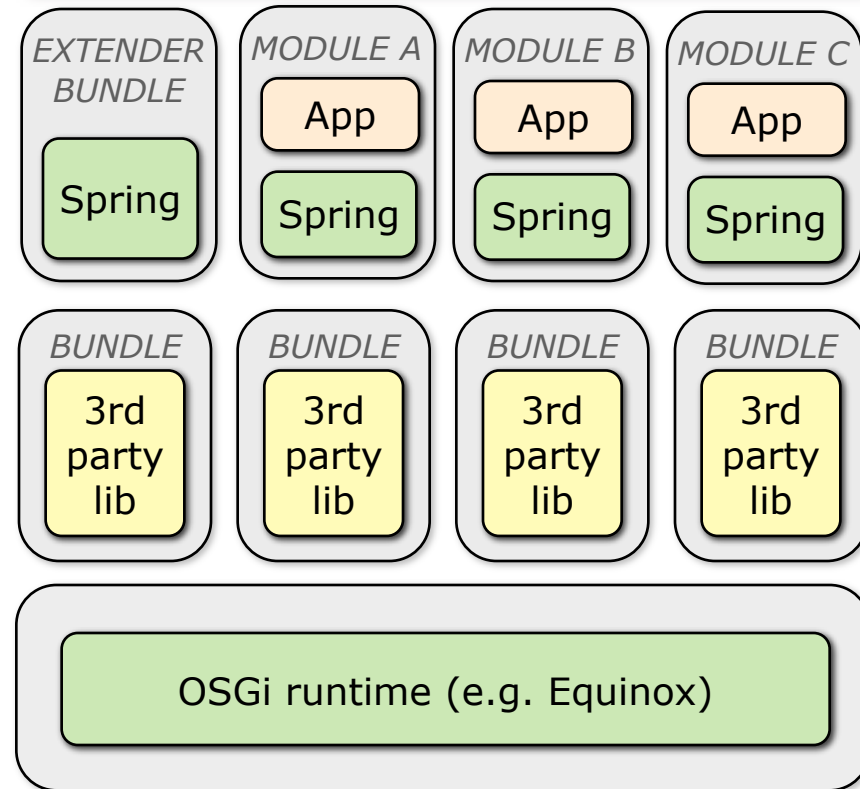 EXTENDER
BUNDLE
Spring
MODULE A
App
Spring
MODULE B
App
Spring
MODULE C
App
Spring
BUNDLE
3rd
party
lib
BUNDLE
3rd
party
lib
BUNDLE
3rd
party
lib
BUNDLE
3rd
party
lib
OSGi runtime (e.g. Equinox)